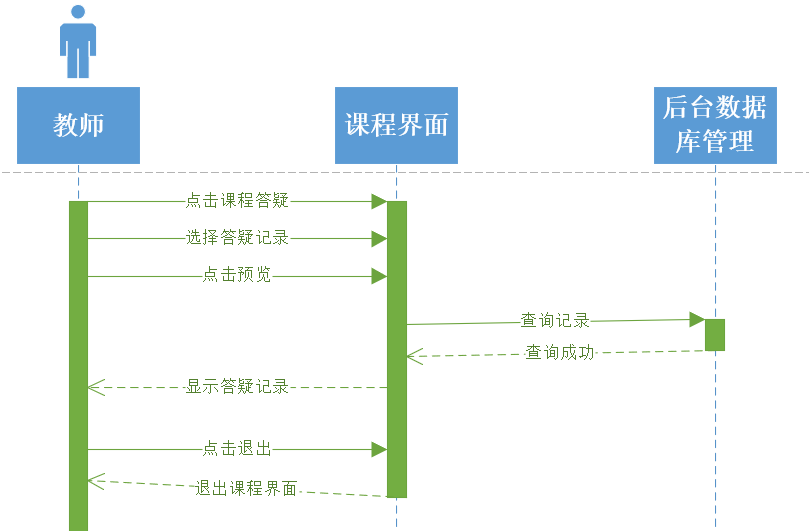 教师
课程界面
后台数据
库管理
点击课程答疑
选择答疑记录
点击预览
查询记录
查询成功
显示答疑记录
点击退出
退出课程界面